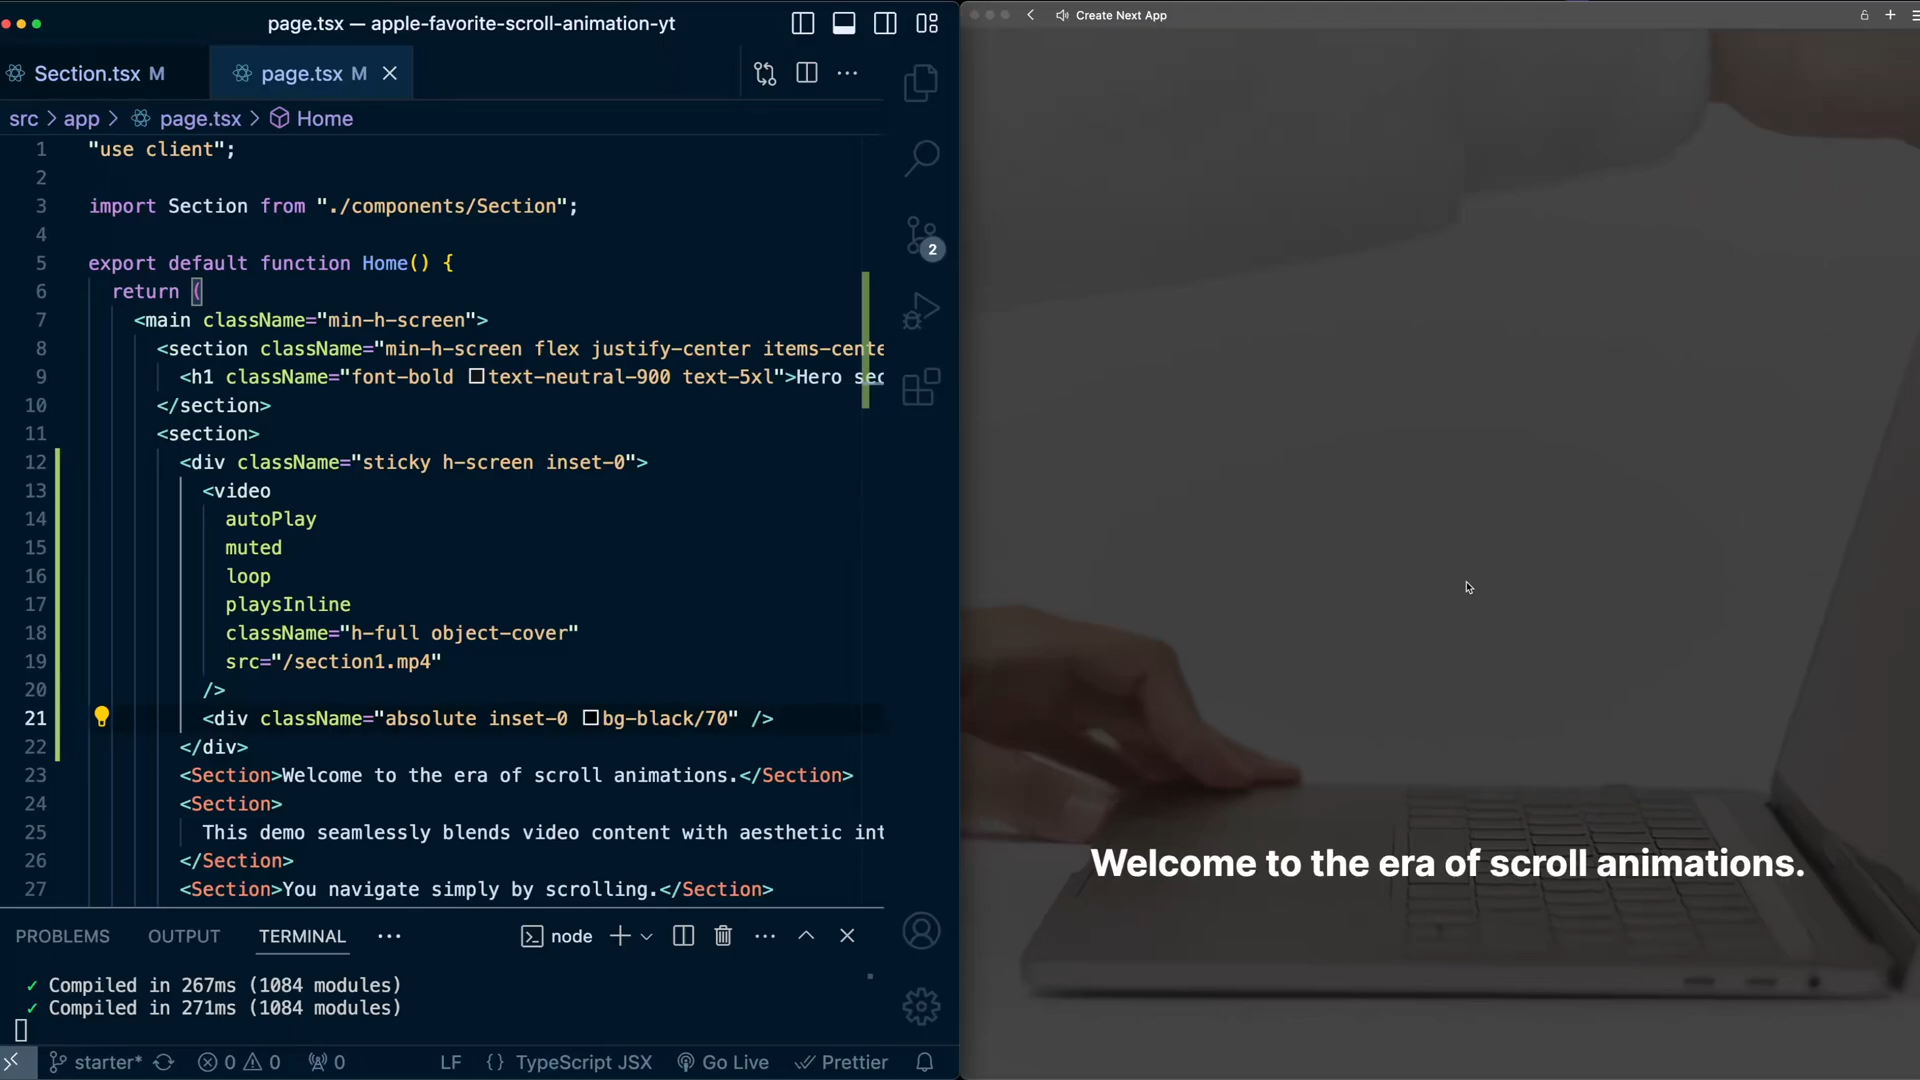 page.tsx — apple-favorite-scroll-animation-yt
Create Next App
Section.tsx M
page.tsx M
src > app > page.tsx > Home
1 "use client";
2
3 import Section from "./components/Section";
4
5 export default function Home() {
6 return (
7 <main className="min-h-screen">
8 <section className="min-h-screen flex justify-center items-cente
9 <h1 className="font-bold text-neutral-900 text-5xl">Hero sec
10 </section>
11 <section>
12 <div className="sticky h-screen inset-0">
13 <video
14 autoPlay
15 muted
16 loop
17 playsInline
18 className="h-full object-cover"
19 src="/section1.mp4"
20 />
21 <div className="absolute inset-0 bg-black/70" />
22 </div>
23 <Section>Welcome to the era of scroll animations.</Section>
24 <Section>
25 This demo seamlessly blends video content with aesthetic int
26 </Section>
27 <Section>You navigate simply by scrolling.</Section>
2
Welcome to the era of scroll animations.
PROBLEMS OUTPUT TERMINAL ··· node
✓ Compiled in 267ms (1084 modules)
✓ Compiled in 271ms (1084 modules)
starter* 0 0 0 LF {} TypeScript JSX Go Live Prettier